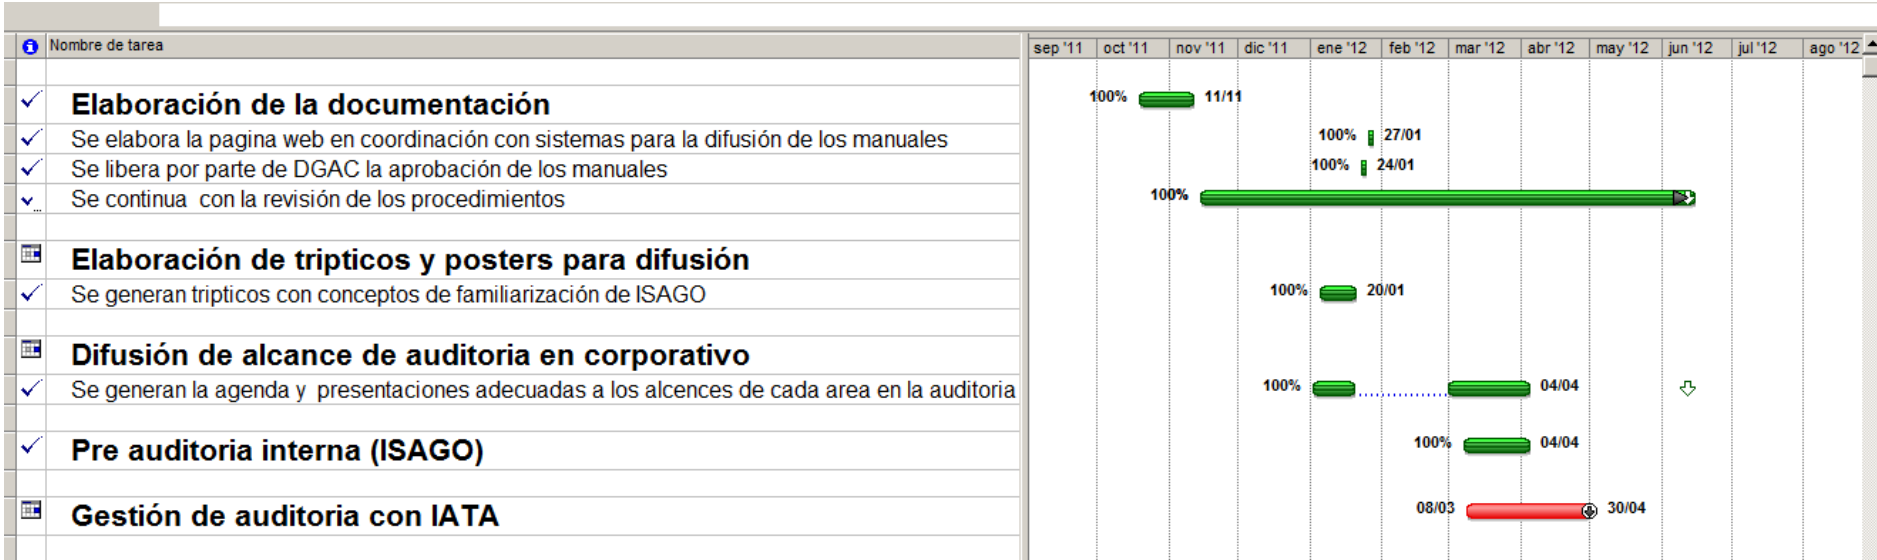 Nombre de tarea
sep '11 oct '11 nov '11 dic '11 ene '12 feb '12 mar '12 abr '12 may '12 jun '12 jul '12 ago '12
Elaboración de la documentación 100% 11/11
Se elabora la pagina web en coordinación con sistemas para la difusión de los manuales 100% 27/01
Se libera por parte de DGAC la aprobación de los manuales 100% 24/01
Se continua con la revisión de los procedimientos 100%
Elaboración de tripticos y posters para difusión
Se generan tripticos con conceptos de familiarización de ISAGO 100% 20/01
Difusión de alcance de auditoria en corporativo
Se generan la agenda y presentaciones adecuadas a los alcences de cada area en la auditoria 100% 04/04
Pre auditoria interna (ISAGO) 100% 04/04
Gestión de auditoria con IATA 08/03 30/04